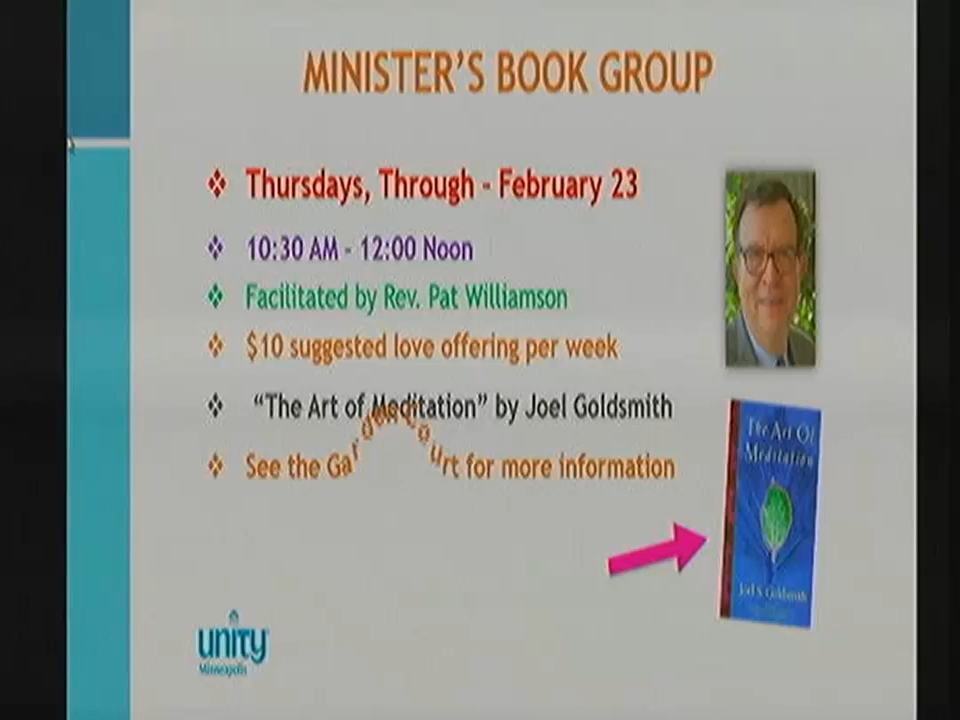 MINISTER'S BOOK GROUP
Thursdays, Through - February 23
10:30 AM - 12:00 Noon
Facilitated by Rev. Pat Williamson
$10 suggested love offering per week
"The Art of Meditation" by Joel Goldsmith
See the Garden Court for more information
The Art Of
Meditation
Joel S. Goldsmith
unity
Minneapolis